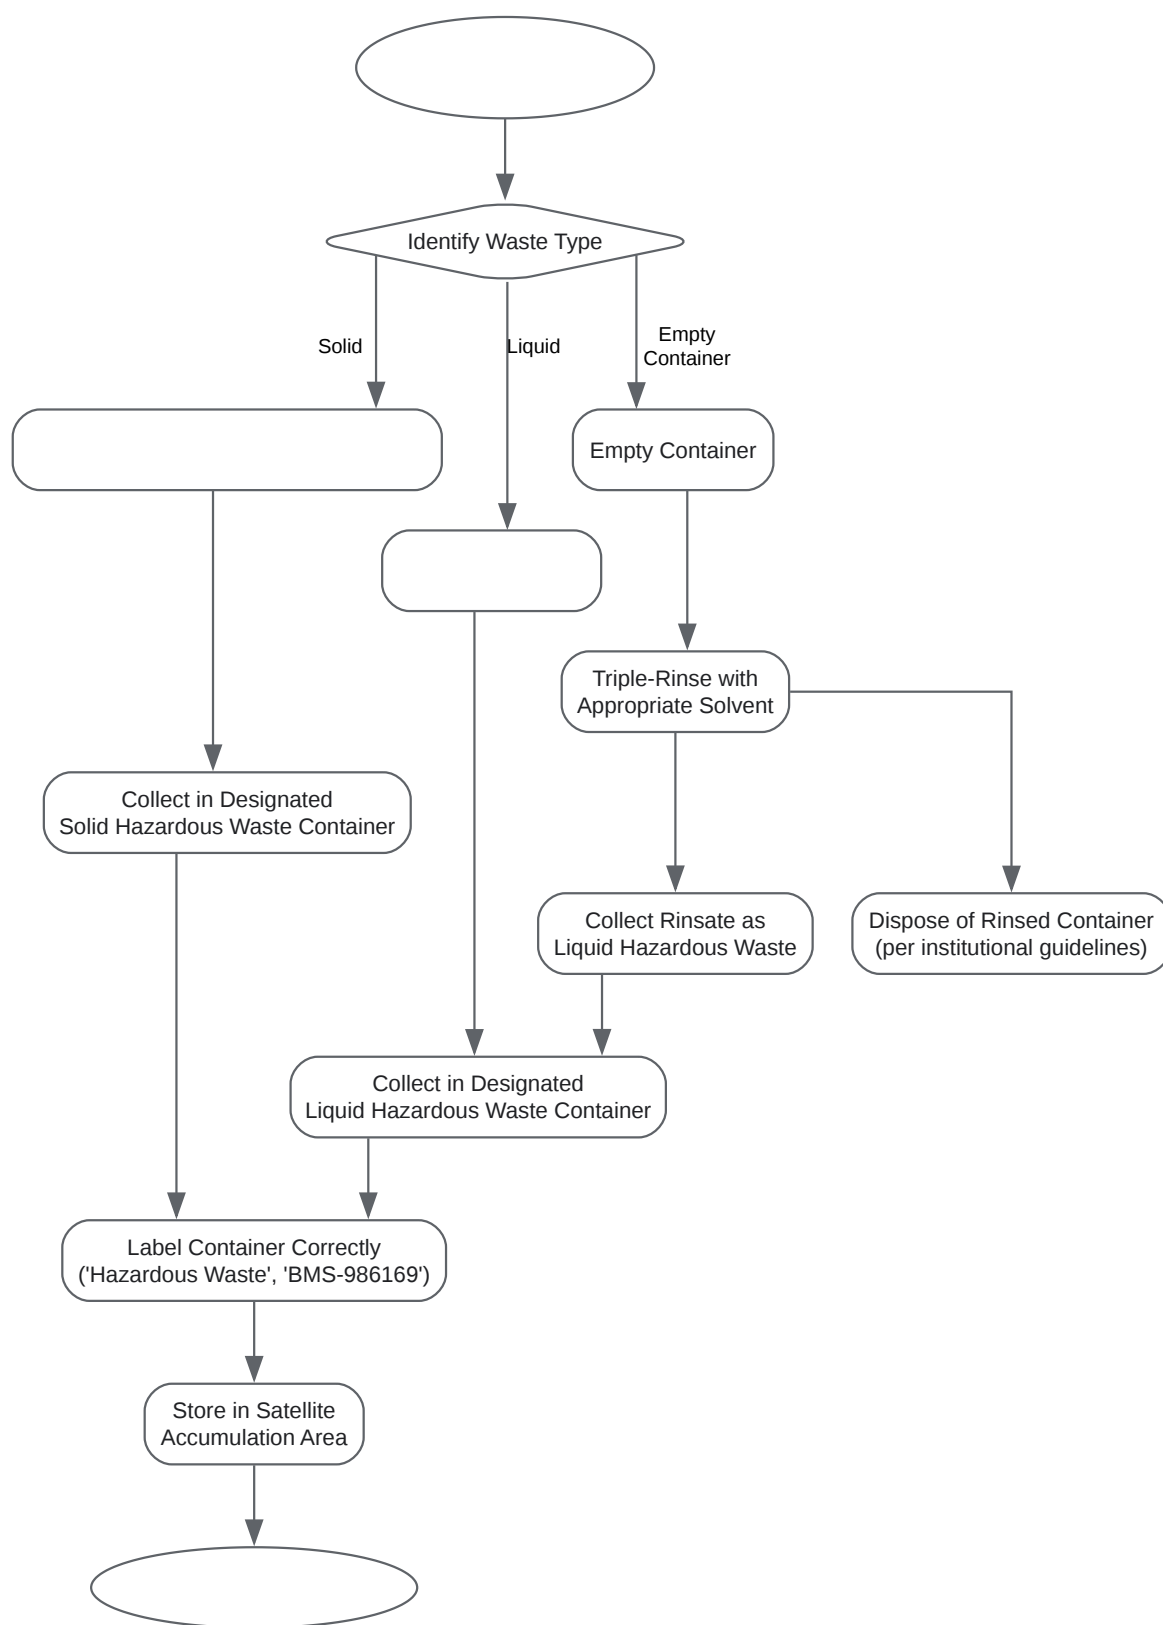 Identify Waste Type
Solid
Liquid
Empty
Container
Empty Container
Triple-Rinse with
Appropriate Solvent
Collect in Designated
Solid Hazardous Waste Container
Collect Rinsate as
Liquid Hazardous Waste
Dispose of Rinsed Container
(per institutional guidelines)
Collect in Designated
Liquid Hazardous Waste Container
Label Container Correctly
('Hazardous Waste', 'BMS-986169')
Store in Satellite
Accumulation Area